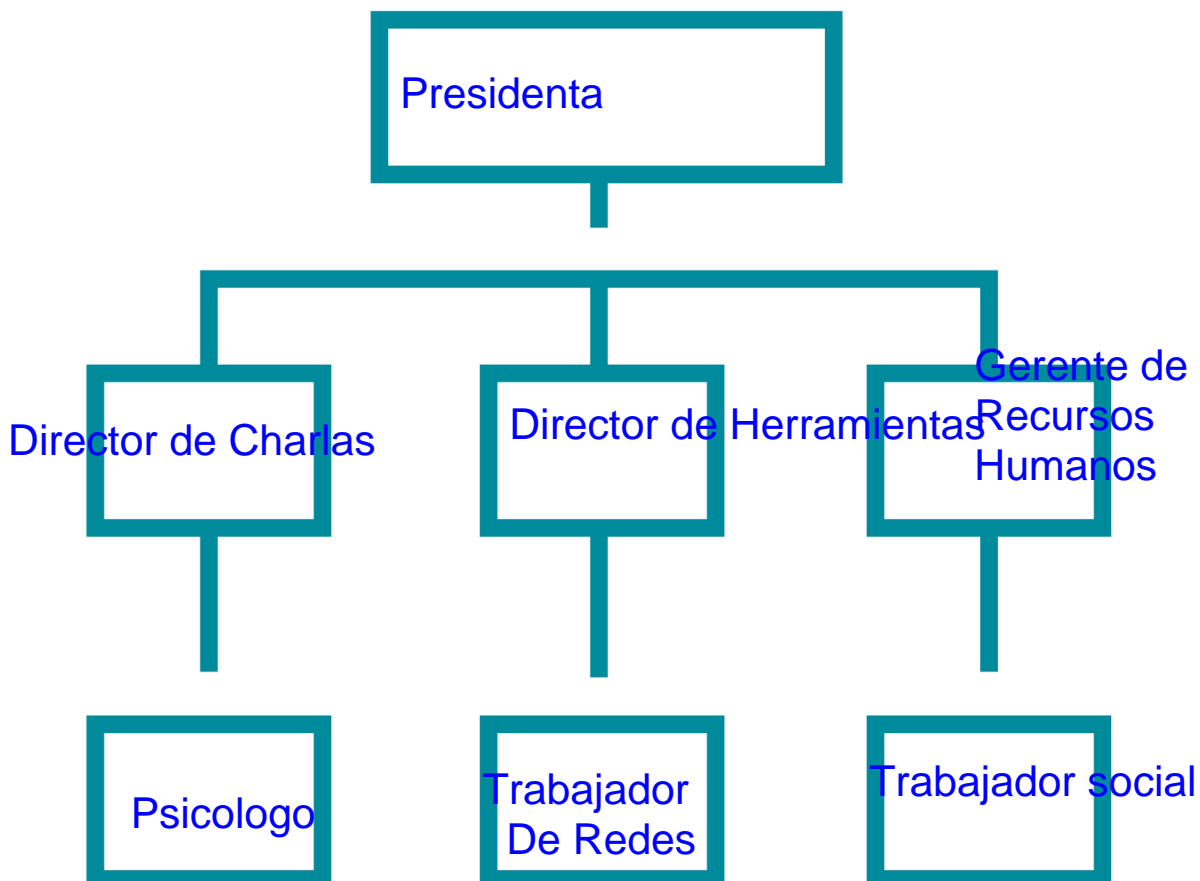 Presidenta
Director de Charlas
Director de Herramientas
Gerente de
Recursos
Humanos
Psicologo
Trabajador
De Redes
Trabajador social